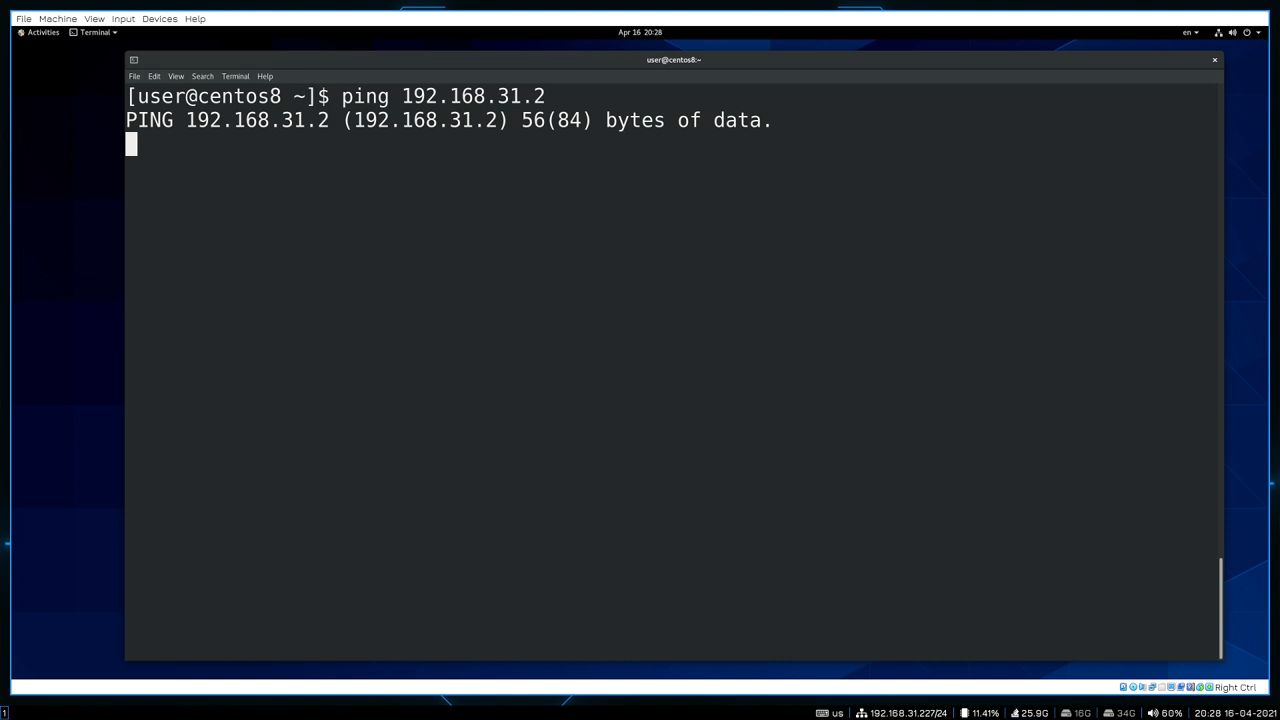 File Machine View Input Devices Help
Activities Terminal Apr 16 20:28 en
user@centos8:~
File Edit View Search Terminal Help
[user@centos8 ~]$ ping 192.168.31.2
PING 192.168.31.2 (192.168.31.2) 56(84) bytes of data.
Right Ctrl
1 us 192.168.31.227/24 11.41% 25.9G 16G 34G 60% 20:28 16-04-2021